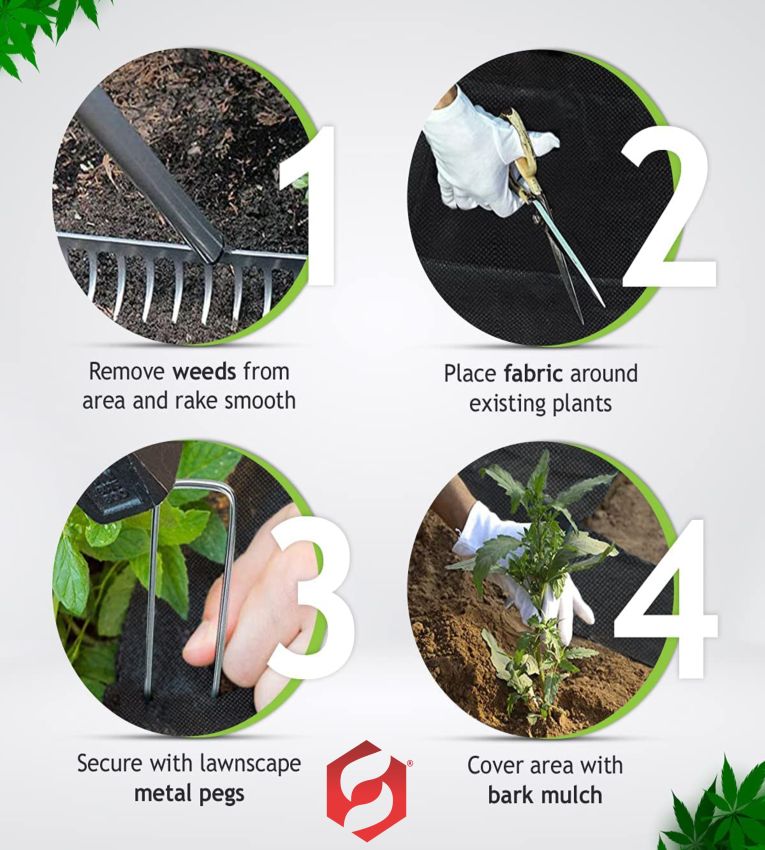 1
Remove weeds from
area and rake smooth
2
Place fabric around
existing plants
3
Secure with lawnscape
metal pegs
4
Cover area with
bark mulch
®